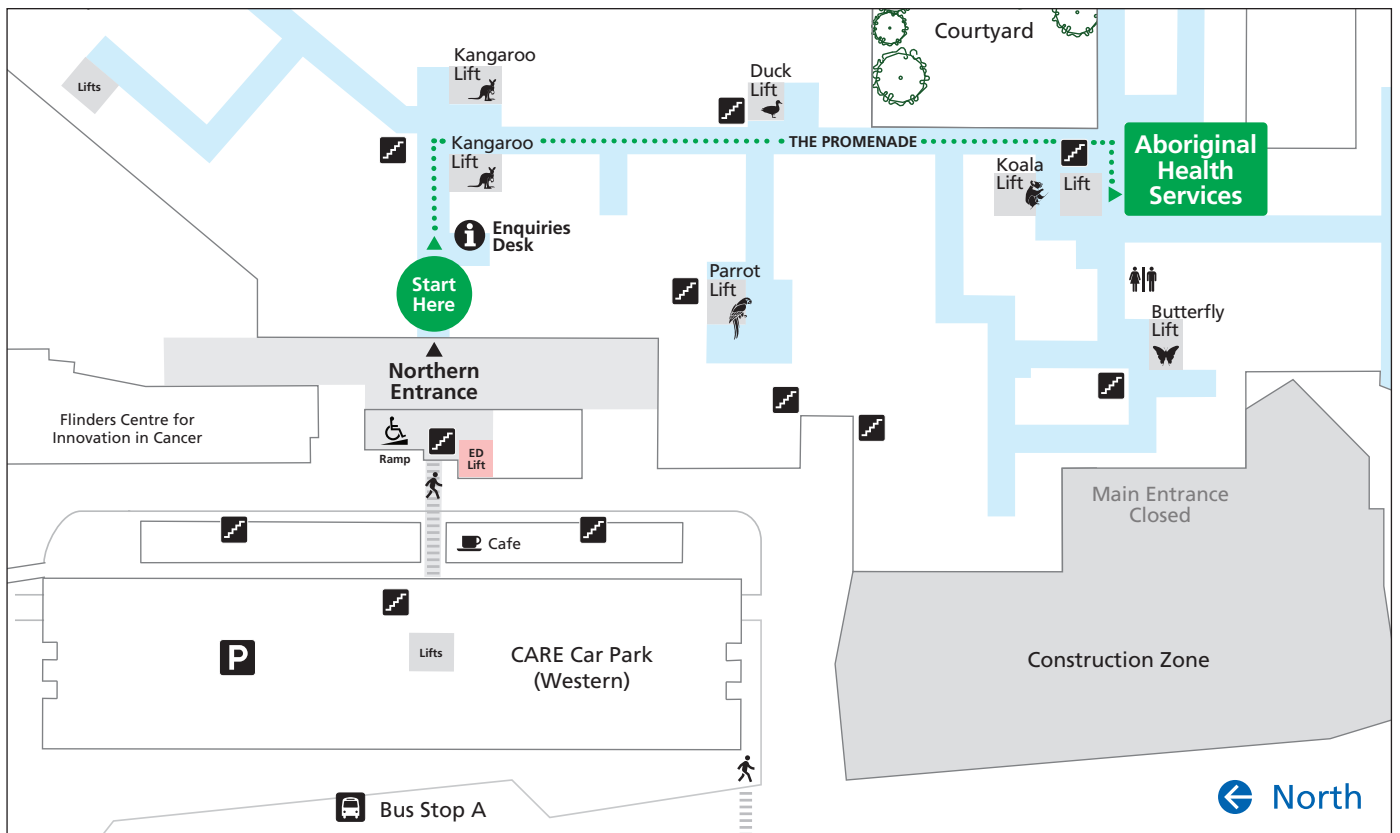 Courtyard
Kangaroo
Lift
Duck
Lift
Lifts
Kangaroo
Lift
THE PROMENADE
Aboriginal
Health
Services
Koala
Lift
Lift
Enquiries
Desk
Start
Here
Parrot
Lift
Butterfly
Lift
Northern
Entrance
Flinders Centre for
Innovation in Cancer
Ramp
ED
Lift
Main Entrance
Closed
Cafe
P
Lifts
CARE Car Park
(Western)
Construction Zone
Bus Stop A
North